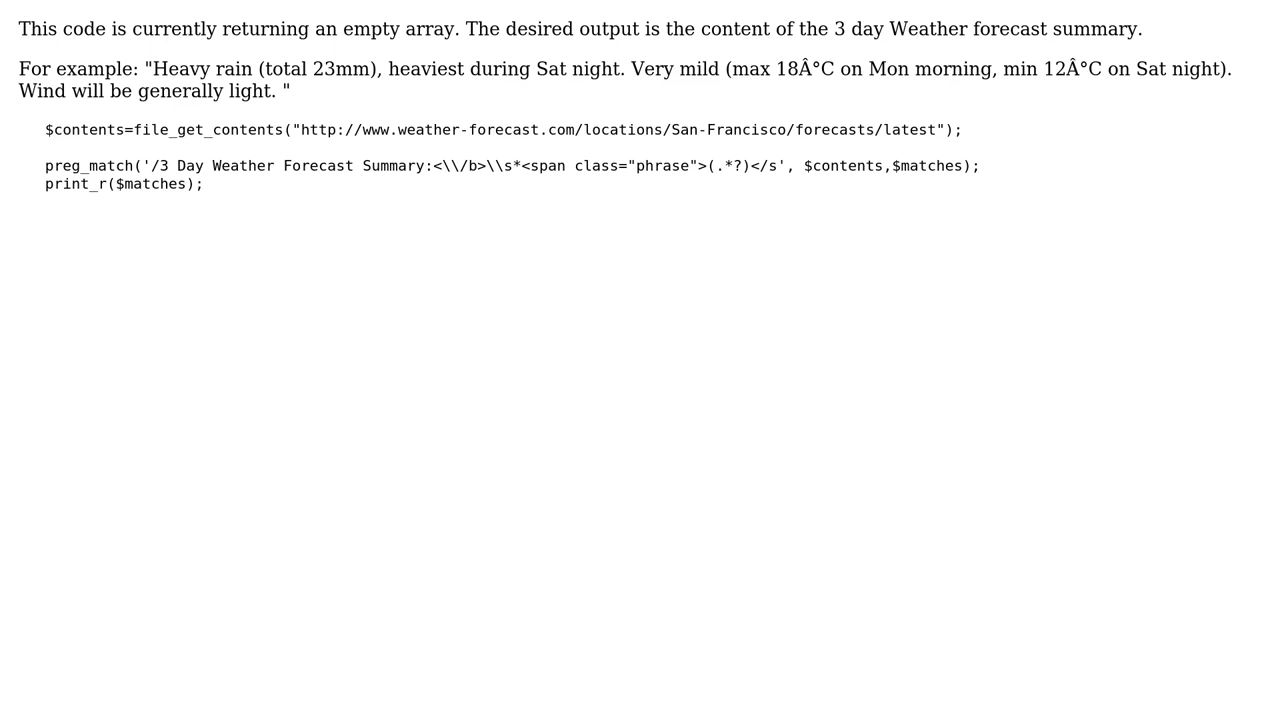 This code is currently returning an empty array. The desired output is the content of the 3 day Weather forecast summary.
For example: "Heavy rain (total 23mm), heaviest during Sat night. Very mild (max 18Â°C on Mon morning, min 12Â°C on Sat night).
Wind will be generally light. "
$contents=file_get_contents("http://www.weather-forecast.com/locations/San-Francisco/forecasts/latest");
preg_match('/3 Day Weather Forecast Summary:<\\/b>\\s*<span class="phrase">(.*?)</s', $contents,$matches);
print_r($matches);